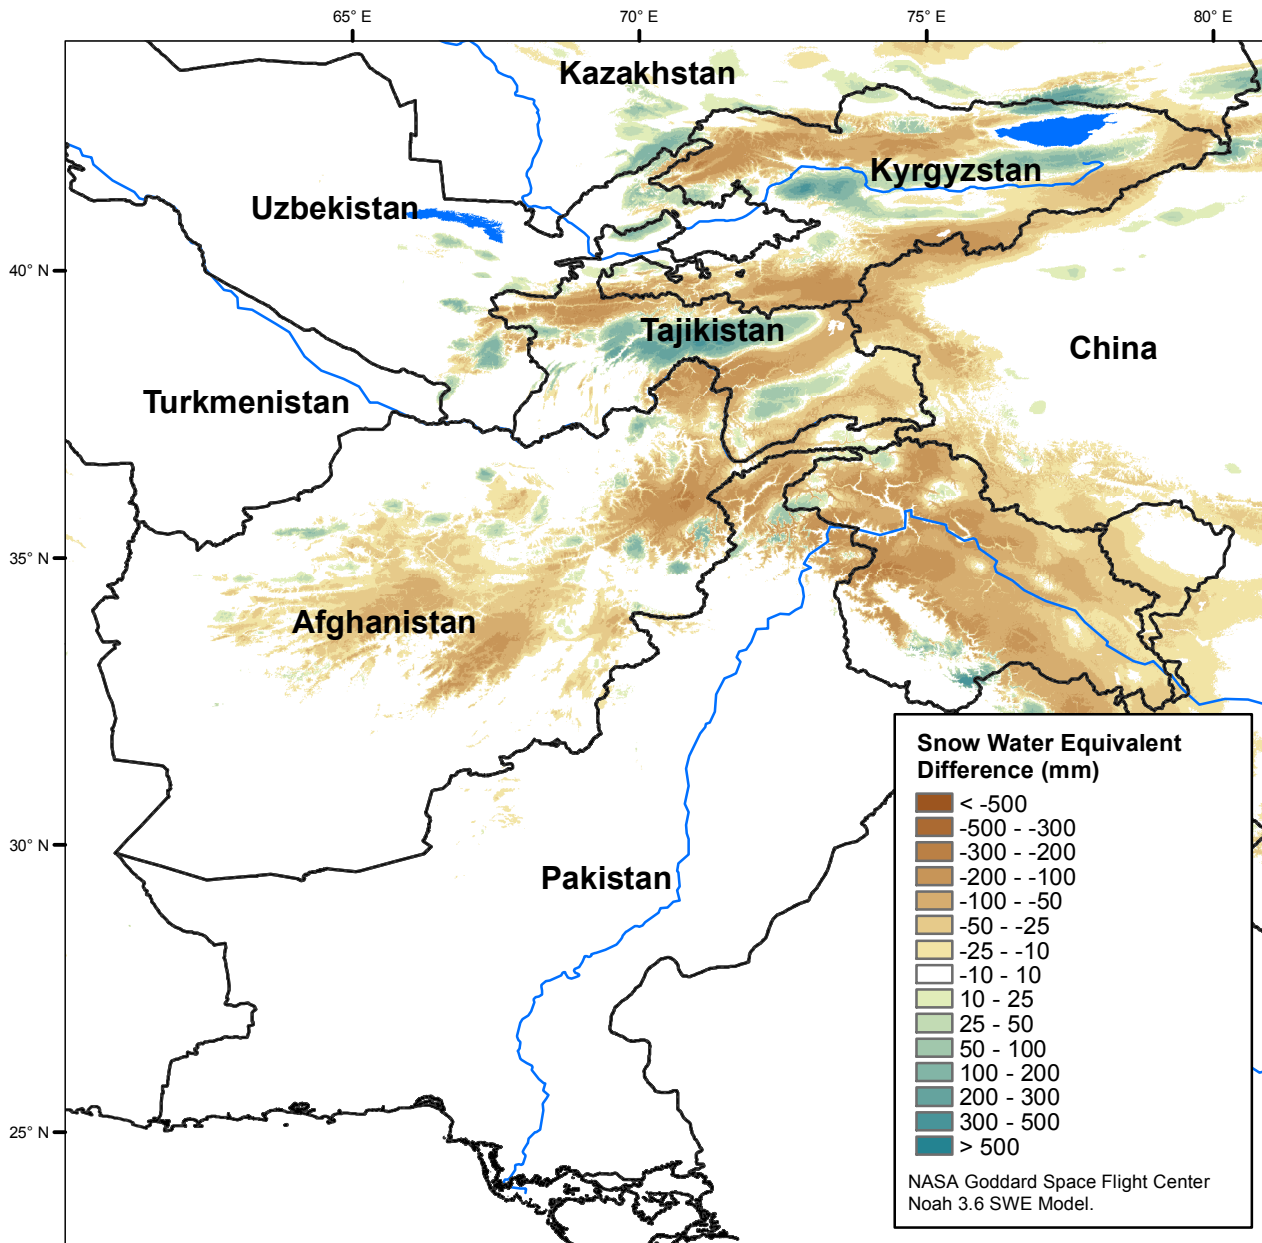 65° E
70° E
75° E
80° E
Kazakhstan
Kyrgyzstan
Uzbekistan
40° N
Tajikistan
China
Turkmenistan
35° N
Afghanistan
Snow Water Equivalent
Difference (mm)
< -500
-500 - -300
-300 - -200
-200 - -100
-100 - -50
-50 - -25
-25 - -10
-10 - 10
10 - 25
25 - 50
50 - 100
100 - 200
200 - 300
300 - 500
> 500
NASA Goddard Space Flight Center
Noah 3.6 SWE Model.
30° N
Pakistan
25° N